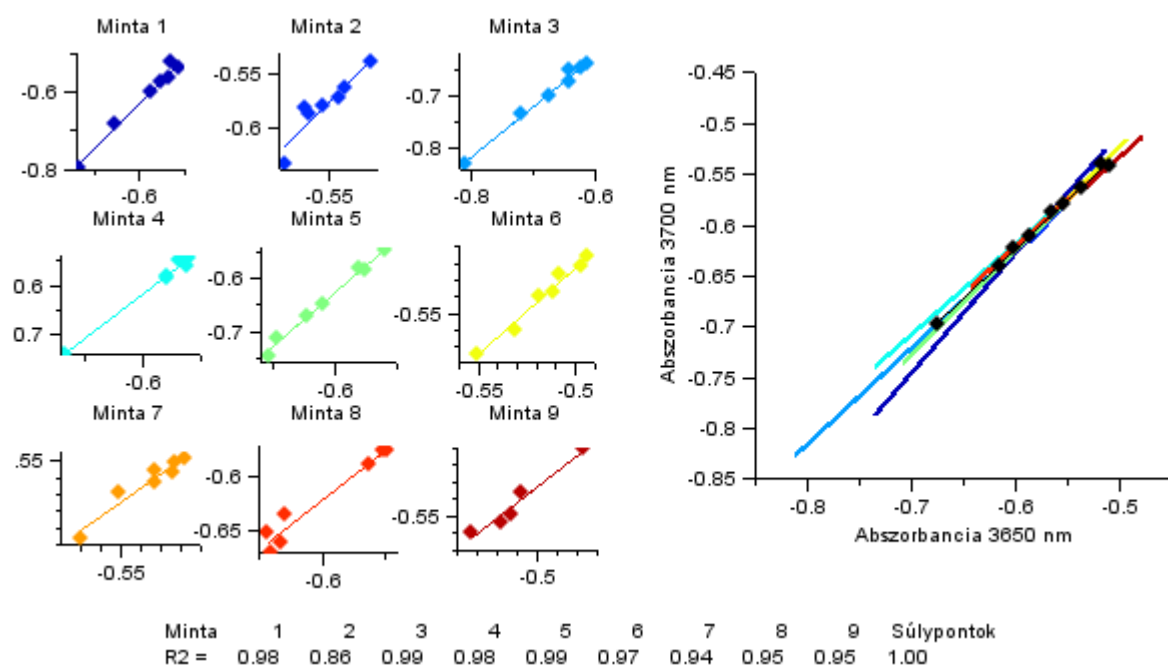 Minta 1
-0.6
-0.8
-0.6
Minta 2
-0.55
-0.6
-0.55
Minta 3
-0.7
-0.8
-0.8 -0.6
Minta 4
0.6
0.7
-0.6
Minta 5
-0.6
-0.7
-0.6
Minta 6
-0.55
-0.55 -0.5
Minta 7
.55
-0.55
Minta 8
-0.6
-0.65
-0.6
Minta 9
-0.55
-0.5
Abszorbancia 3700 nm
-0.45
-0.5
-0.55
-0.6
-0.65
-0.7
-0.75
-0.8
-0.85
-0.8 -0.7 -0.6 -0.5
Abszorbancia 3650 nm
Minta 1 2 3 4 5 6 7 8 9 Súlypontok
R2 = 0.98 0.86 0.99 0.98 0.99 0.97 0.94 0.95 0.95 1.00